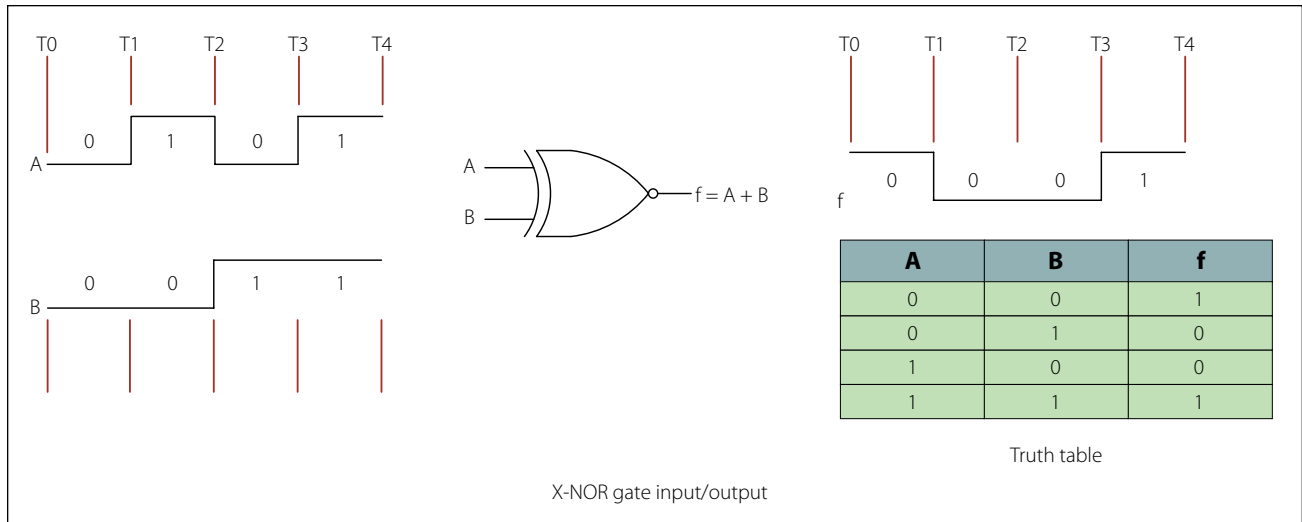 T0 T1 T2 T3 T4
0 1 0 1
A
0 0 1 1
B
A
B
f = A + B
T0 T1 T2 T3 T4
0 0 0 1
f
A B f
0 0 1
0 1 0
1 0 0
1 1 1
Truth table
X-NOR gate input/output